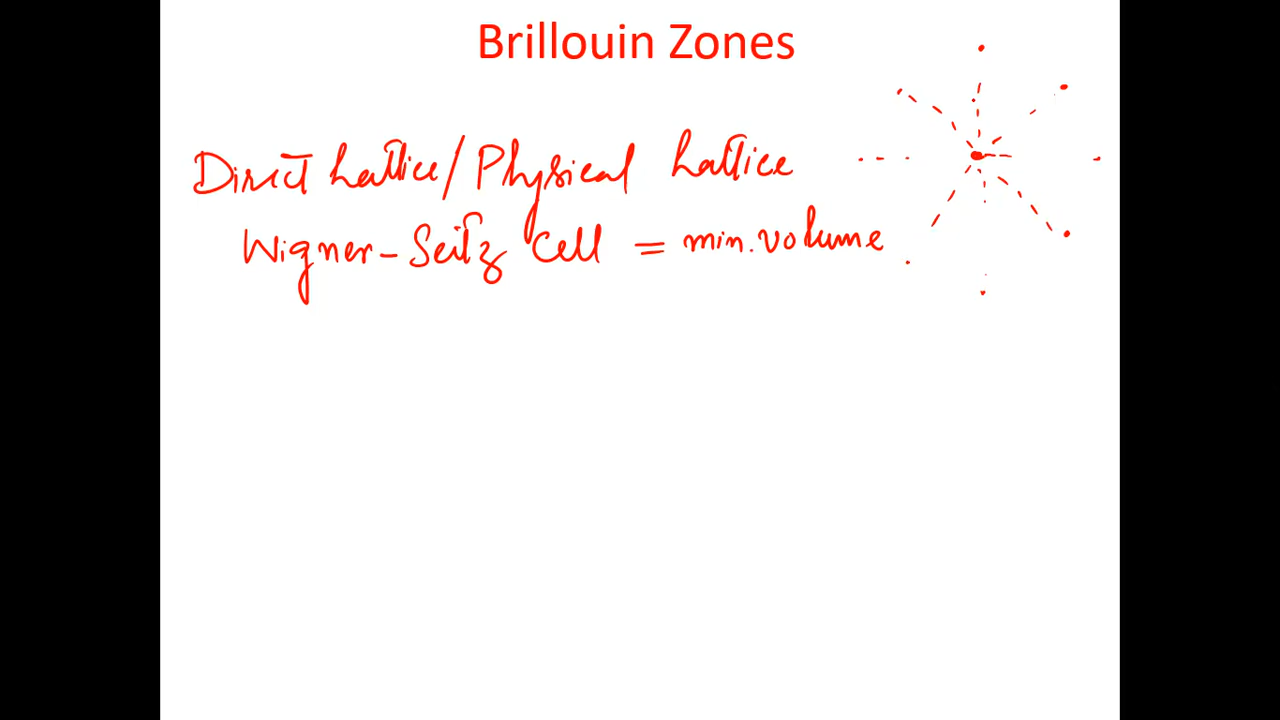 Brillouin Zones
Direct Lattice/Physical Lattice
Wigner-Seitz Cell = min.volume